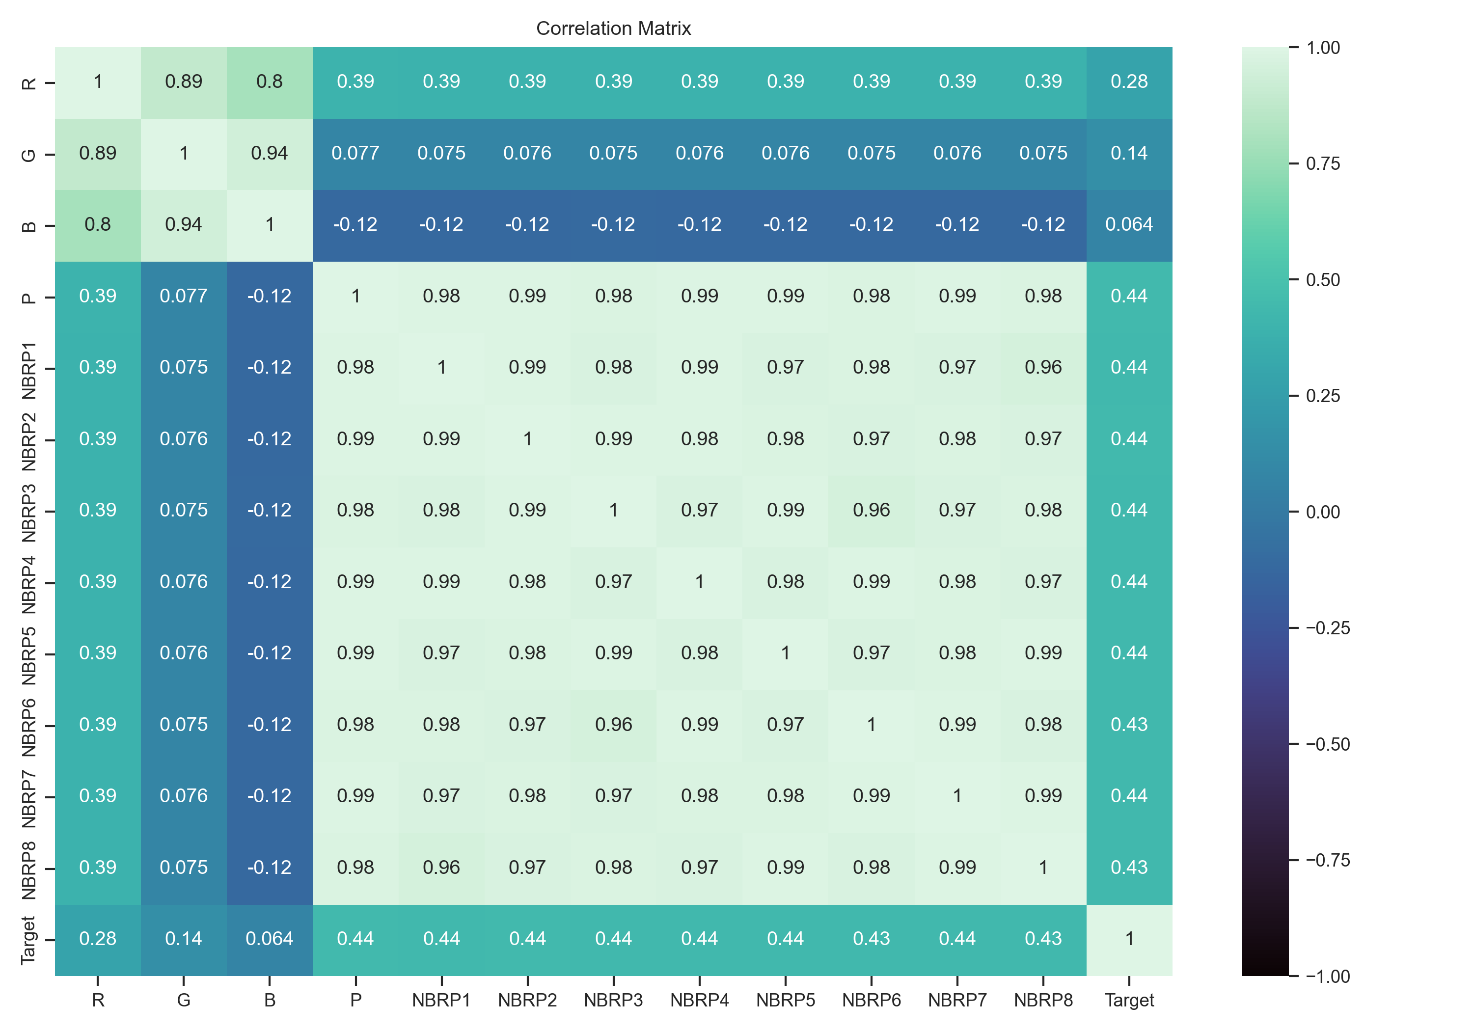 Correlation Matrix
R 1 0.89 0.8 0.39 0.39 0.39 0.39 0.39 0.39 0.39 0.39 0.39 0.28
G 0.89 1 0.94 0.077 0.075 0.076 0.075 0.076 0.076 0.075 0.076 0.075 0.14
B 0.8 0.94 1 -0.12 -0.12 -0.12 -0.12 -0.12 -0.12 -0.12 -0.12 -0.12 0.064
P 0.39 0.077 -0.12 1 0.98 0.99 0.98 0.99 0.99 0.98 0.99 0.98 0.44
NBRP1 0.39 0.075 -0.12 0.98 1 0.99 0.98 0.99 0.97 0.98 0.97 0.96 0.44
NBRP2 0.39 0.076 -0.12 0.99 0.99 1 0.99 0.98 0.98 0.97 0.98 0.97 0.44
NBRP3 0.39 0.075 -0.12 0.98 0.98 0.99 1 0.97 0.99 0.96 0.97 0.98 0.44
NBRP4 0.39 0.076 -0.12 0.99 0.99 0.98 0.97 1 0.98 0.99 0.98 0.97 0.44
NBRP5 0.39 0.076 -0.12 0.99 0.97 0.98 0.99 0.98 1 0.97 0.98 0.99 0.44
NBRP6 0.39 0.075 -0.12 0.98 0.98 0.97 0.96 0.99 0.97 1 0.99 0.98 0.43
NBRP7 0.39 0.076 -0.12 0.99 0.97 0.98 0.97 0.98 0.98 0.99 1 0.99 0.44
NBRP8 0.39 0.075 -0.12 0.98 0.96 0.97 0.98 0.97 0.99 0.98 0.99 1 0.43
Target 0.28 0.14 0.064 0.44 0.44 0.44 0.44 0.44 0.44 0.43 0.44 0.43 1
R G B P NBRP1 NBRP2 NBRP3 NBRP4 NBRP5 NBRP6 NBRP7 NBRP8 Target
1.00
0.75
0.50
0.25
0.00
−0.25
−0.50
−0.75
−1.00